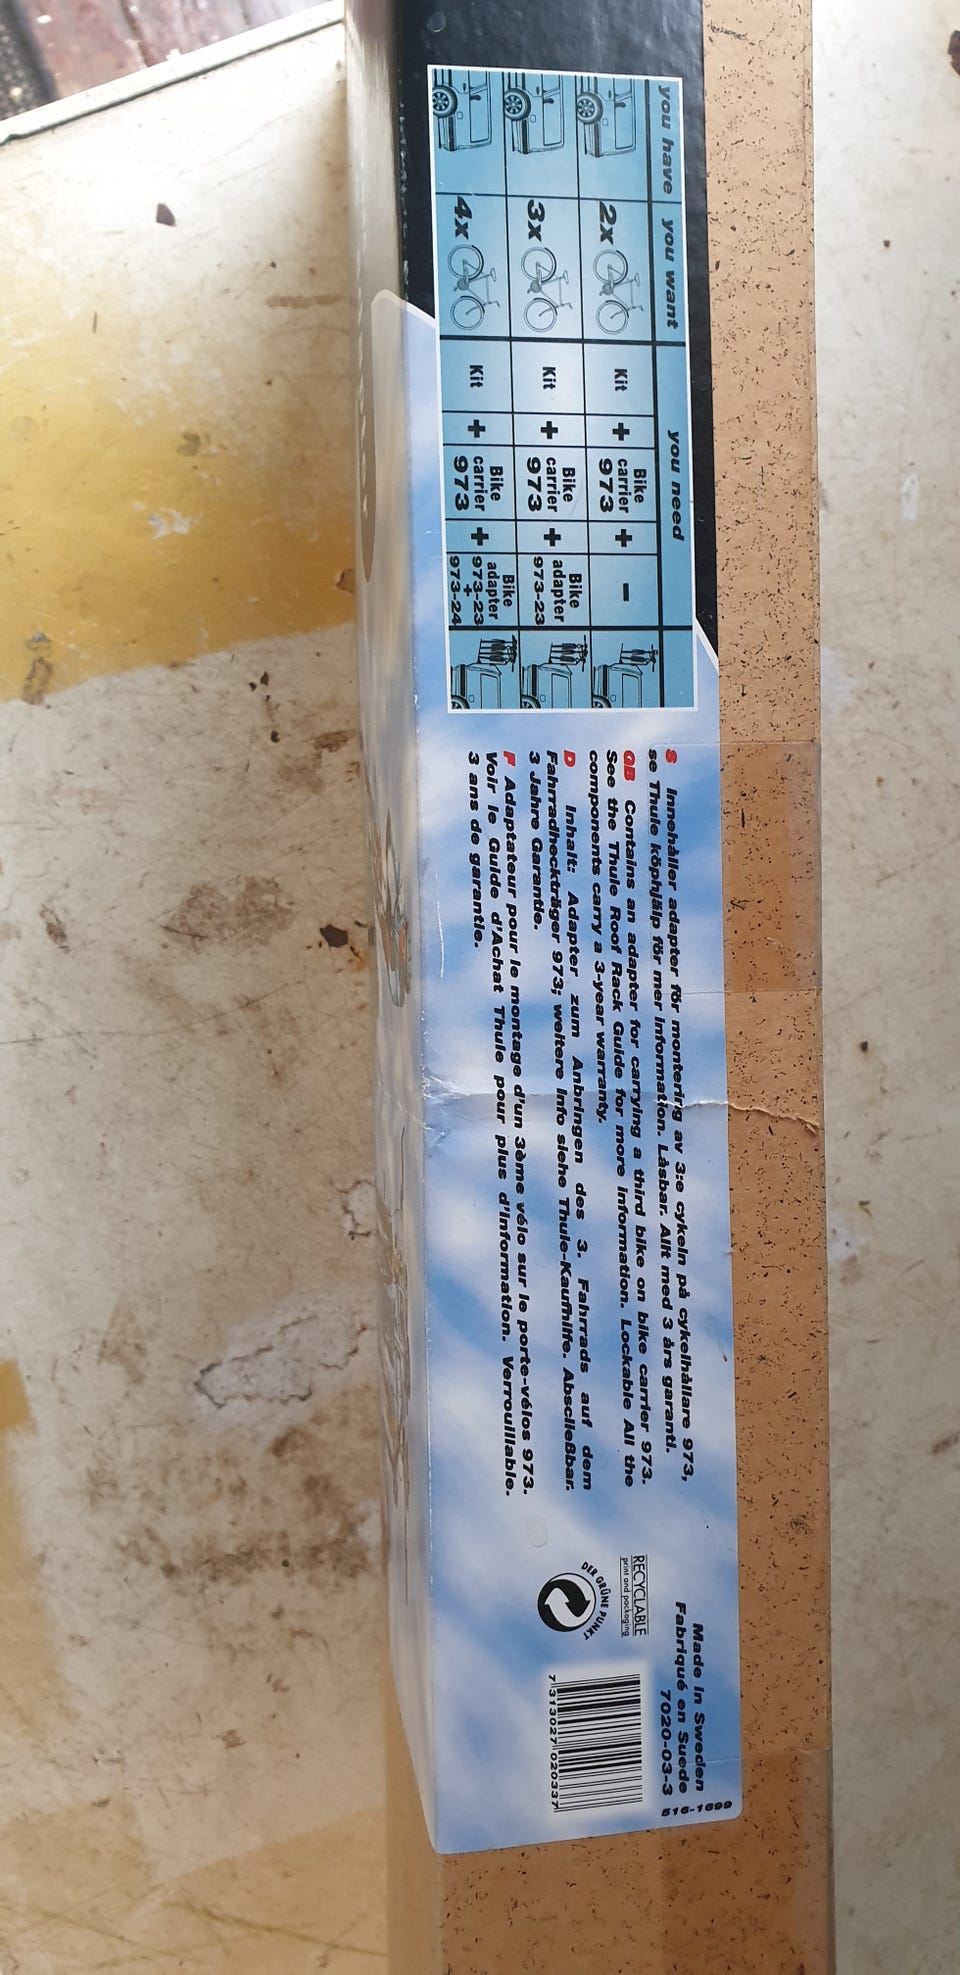 you have you want you need
2x Kit + Bike carrier 973 + -
3x Kit + Bike carrier 973 + Bike adapter 973-23
4x Kit + Bike carrier 973 + Bike adapter 973-23 + 973-24
S Innehåller adapter för montering av 3:e cykeln på cykelhållare 973,
se Thule köphjälp för mer information. Låsbar. Allt med 3 års garanti.
GB Contains an adapter for carrying a third bike on bike carrier 973.
See the Thule Roof Rack Guide for more information. Lockable All the
components carry a 3-year warranty.
D Inhalt: Adapter zum Anbringen des 3. Fahrrads auf dem
Fahrradheckträger 973; weitere Info siehe Thule-Kaufhilfe. Abscließbar.
3 Jahre Garantie.
F Adaptateur pour le montage d'un 3ème vélo sur le porte-vélos 973.
Voir le Guide d'Achat Thule pour plus d'information. Verrouillable.
3 ans de garantie.
RECYCLABLE
print and packaging
DER GRÜNE PUNKT
Made in Sweden
Fabriqué en Suede
7020-03-3
516-1699
7 313027 020337